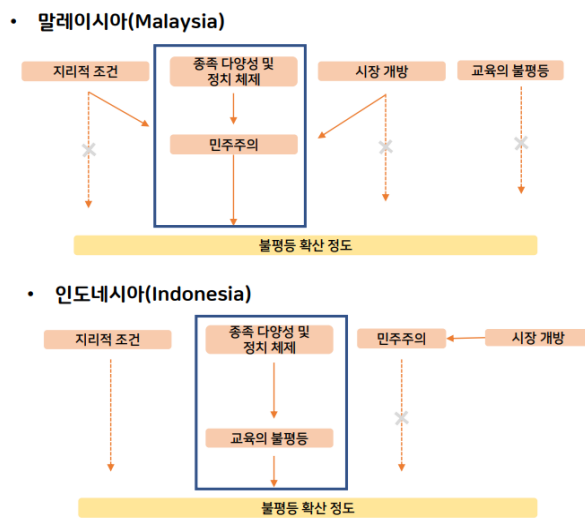 • 말레이시아(Malaysia)
지리적 조건
종족 다양성 및
정치 체제
시장 개방
교육의 불평등
민주주의
불평등 확산 정도
• 인도네시아(Indonesia)
지리적 조건
종족 다양성 및
정치 체제
민주주의
시장 개방
교육의 불평등
불평등 확산 정도